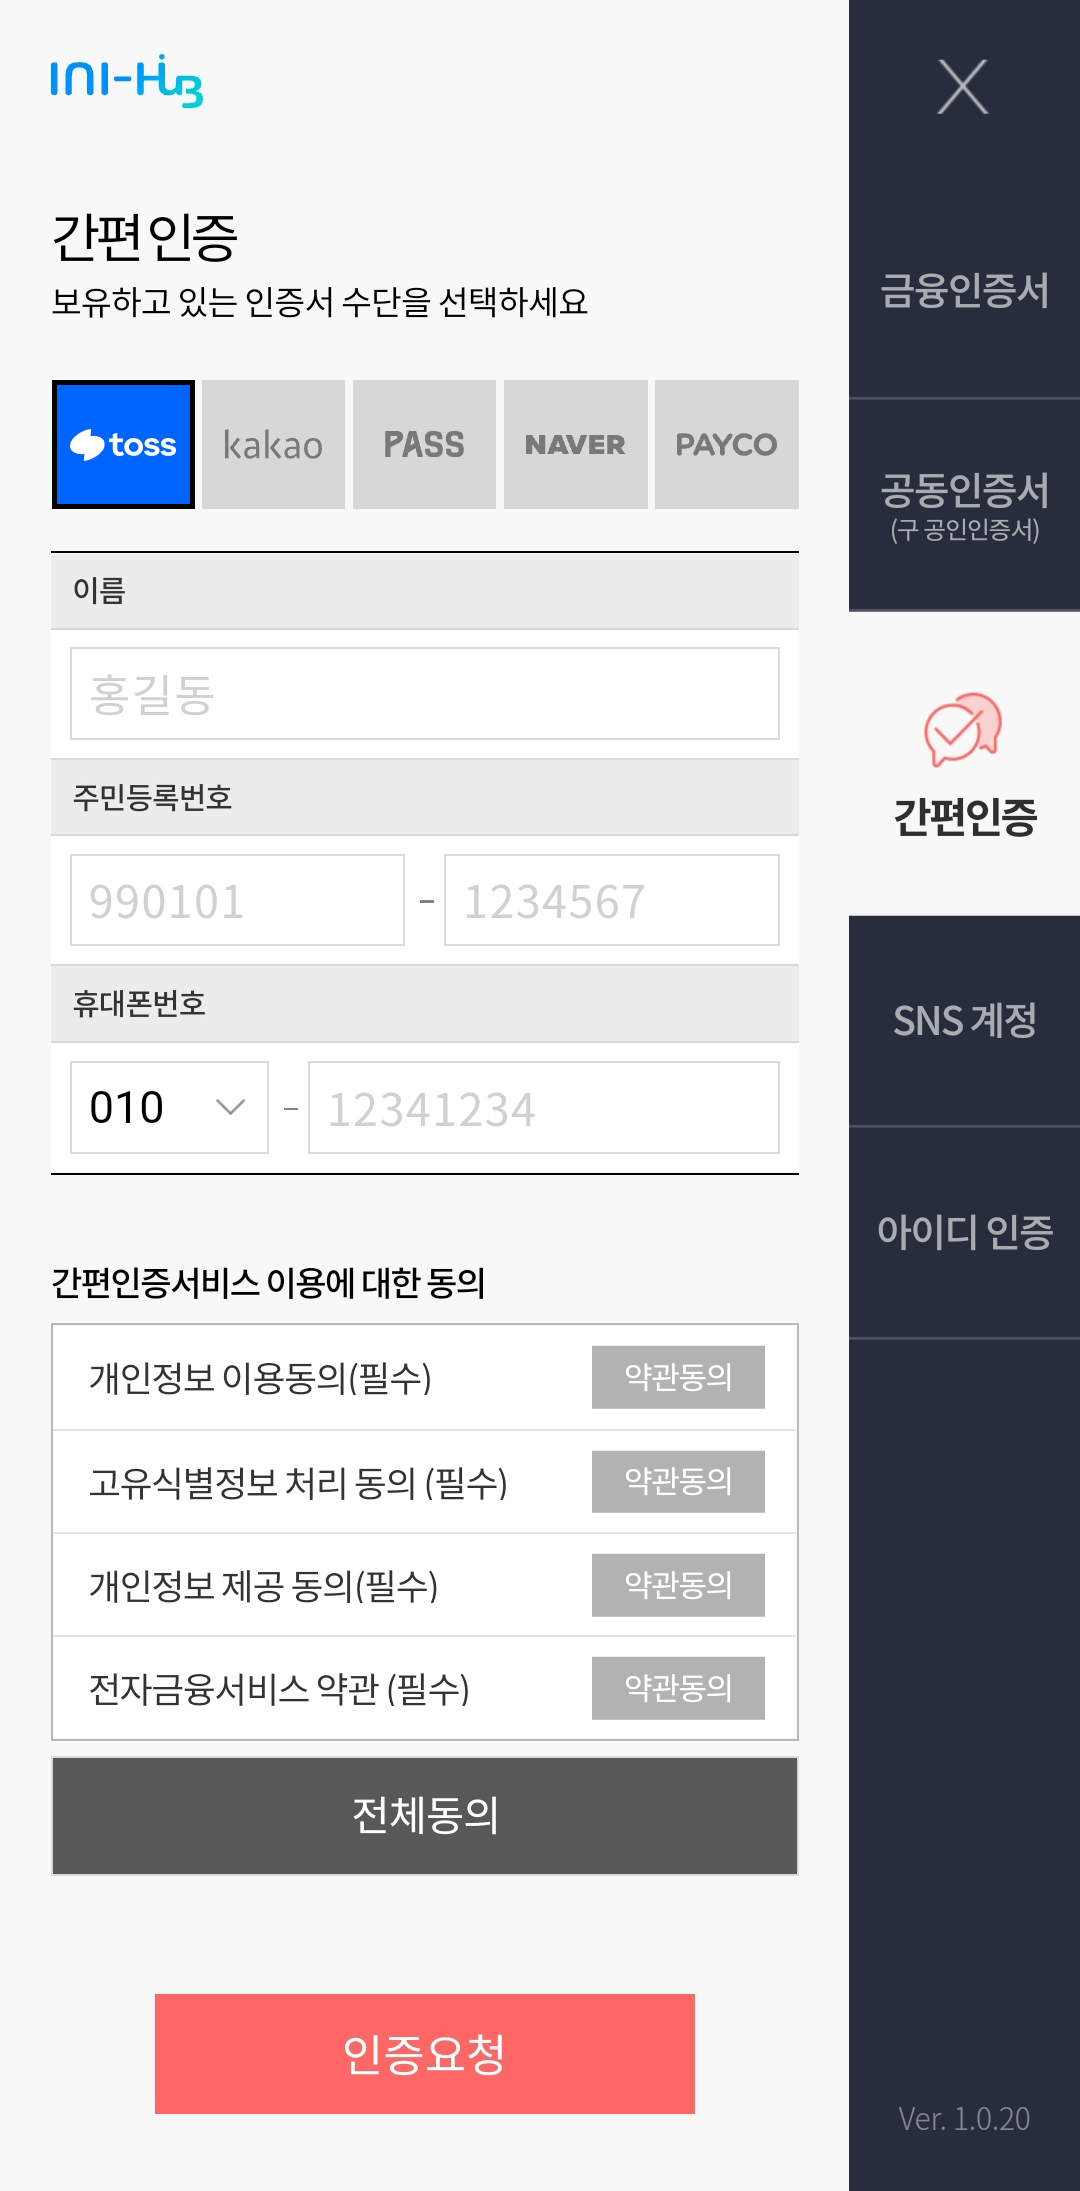 INI-HUB
간편인증
보유하고 있는 인증서 수단을 선택하세요
toss
kakao
PASS
NAVER
PAYCO
이름
홍길동
주민등록번호
990101 - 1234567
휴대폰번호
010 - 12341234
간편인증서비스 이용에 대한 동의
개인정보 이용동의(필수) 약관동의
고유식별정보 처리 동의 (필수) 약관동의
개인정보 제공 동의(필수) 약관동의
전자금융서비스 약관 (필수) 약관동의
전체동의
인증요청
금융인증서
공동인증서
(구 공인인증서)
간편인증
SNS 계정
아이디 인증
Ver. 1.0.20